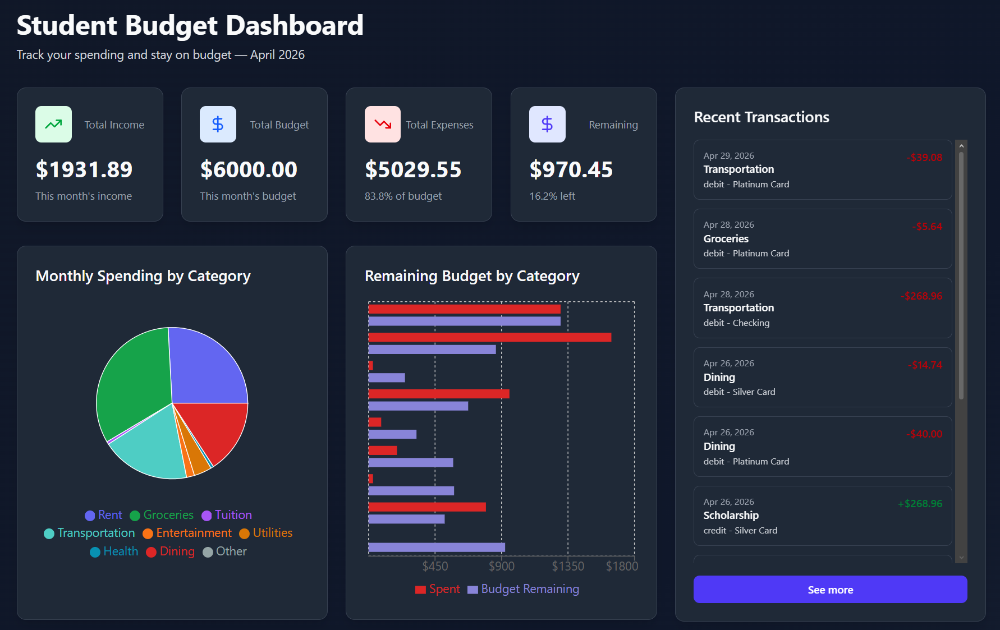 Student Budget Dashboard
Track your spending and stay on budget — April 2026
Total Income
$1931.89
This month's income
Total Budget
$6000.00
This month's budget
Total Expenses
$5029.55
83.8% of budget
Remaining
$970.45
16.2% left
Monthly Spending by Category
Rent Groceries Tuition
Transportation Entertainment Utilities
Health Dining Other
Remaining Budget by Category
$450 $900 $1350 $1800
Spent Budget Remaining
Recent Transactions
Apr 29, 2026 -$39.08
Transportation
debit - Platinum Card
Apr 28, 2026 -$5.64
Groceries
debit - Platinum Card
Apr 28, 2026 -$268.96
Transportation
debit - Checking
Apr 26, 2026 -$14.74
Dining
debit - Silver Card
Apr 26, 2026 -$40.00
Dining
debit - Platinum Card
Apr 26, 2026 +$268.96
Scholarship
credit - Silver Card
See more